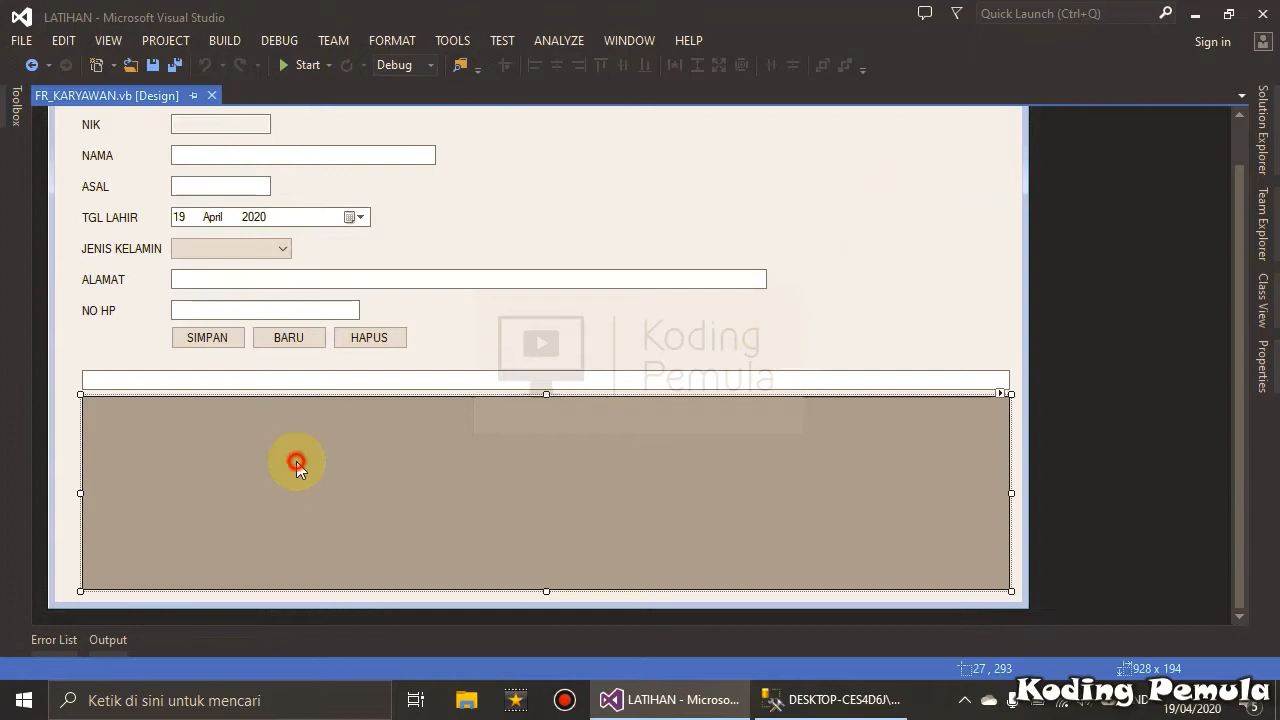 LATIHAN - Microsoft Visual Studio
Quick Launch (Ctrl+Q)
FILE EDIT VIEW PROJECT BUILD DEBUG TEAM FORMAT TOOLS TEST ANALYZE WINDOW HELP
Sign in
Start
Debug
Toolbox
FR_KARYAWAN.vb [Design]
Solution Explorer
Team Explorer
Class View
Properties
NIK
NAMA
ASAL
TGL LAHIR
19 April 2020
JENIS KELAMIN
ALAMAT
NO HP
SIMPAN BARU HAPUS
Koding
Pemula
Error List Output
27 , 293
928 x 194
Ketik di sini untuk mencari
LATIHAN - Microso...
DESKTOP-CES4D6J\...
Koding Pemula
19/04/2020
5